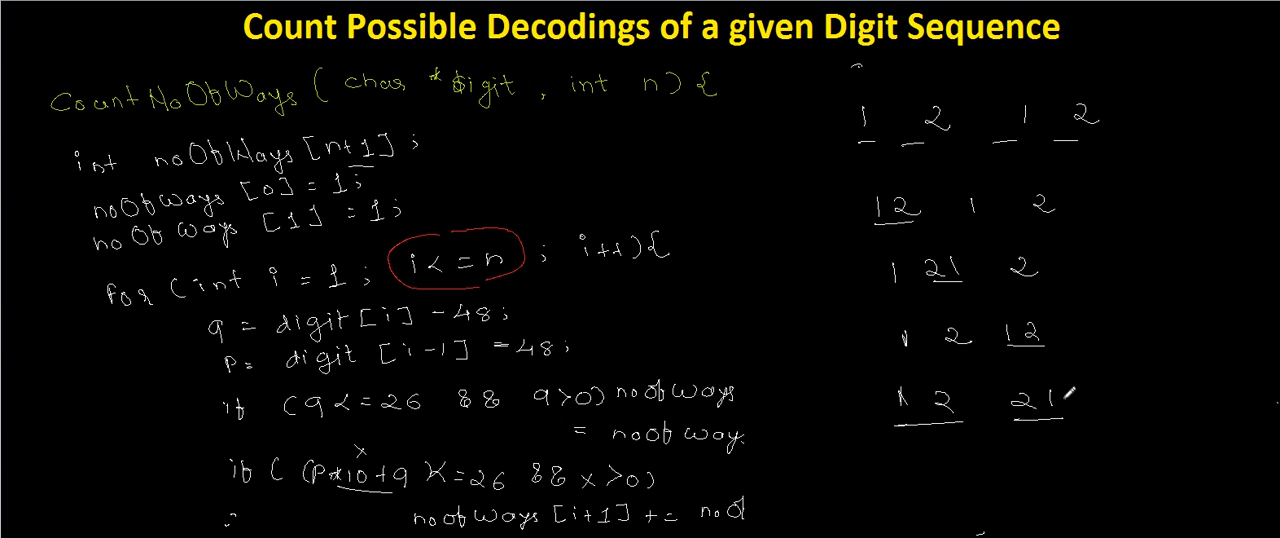 Count Possible Decodings of a given Digit Sequence
CountNoOfWays ( char * digit , int n ) {
int noOfWays [n+1] ;
noOfWays [0] = 1;
noOfWays [1] = 1;
for ( int i = 1 ; i < = n ; i++ ) {
q = digit [i] - 48 ;
p = digit [i-1] = 48 ;
if ( q < = 26 && q > 0 ) noOfWays
= noOfWay.
x
if ( (p*10+q) < = 26 && x > 0 )
noOfWays [i+1] += noOf
1 2 1 2
12 1 2
1 21 2
1 2 12
1 2 21